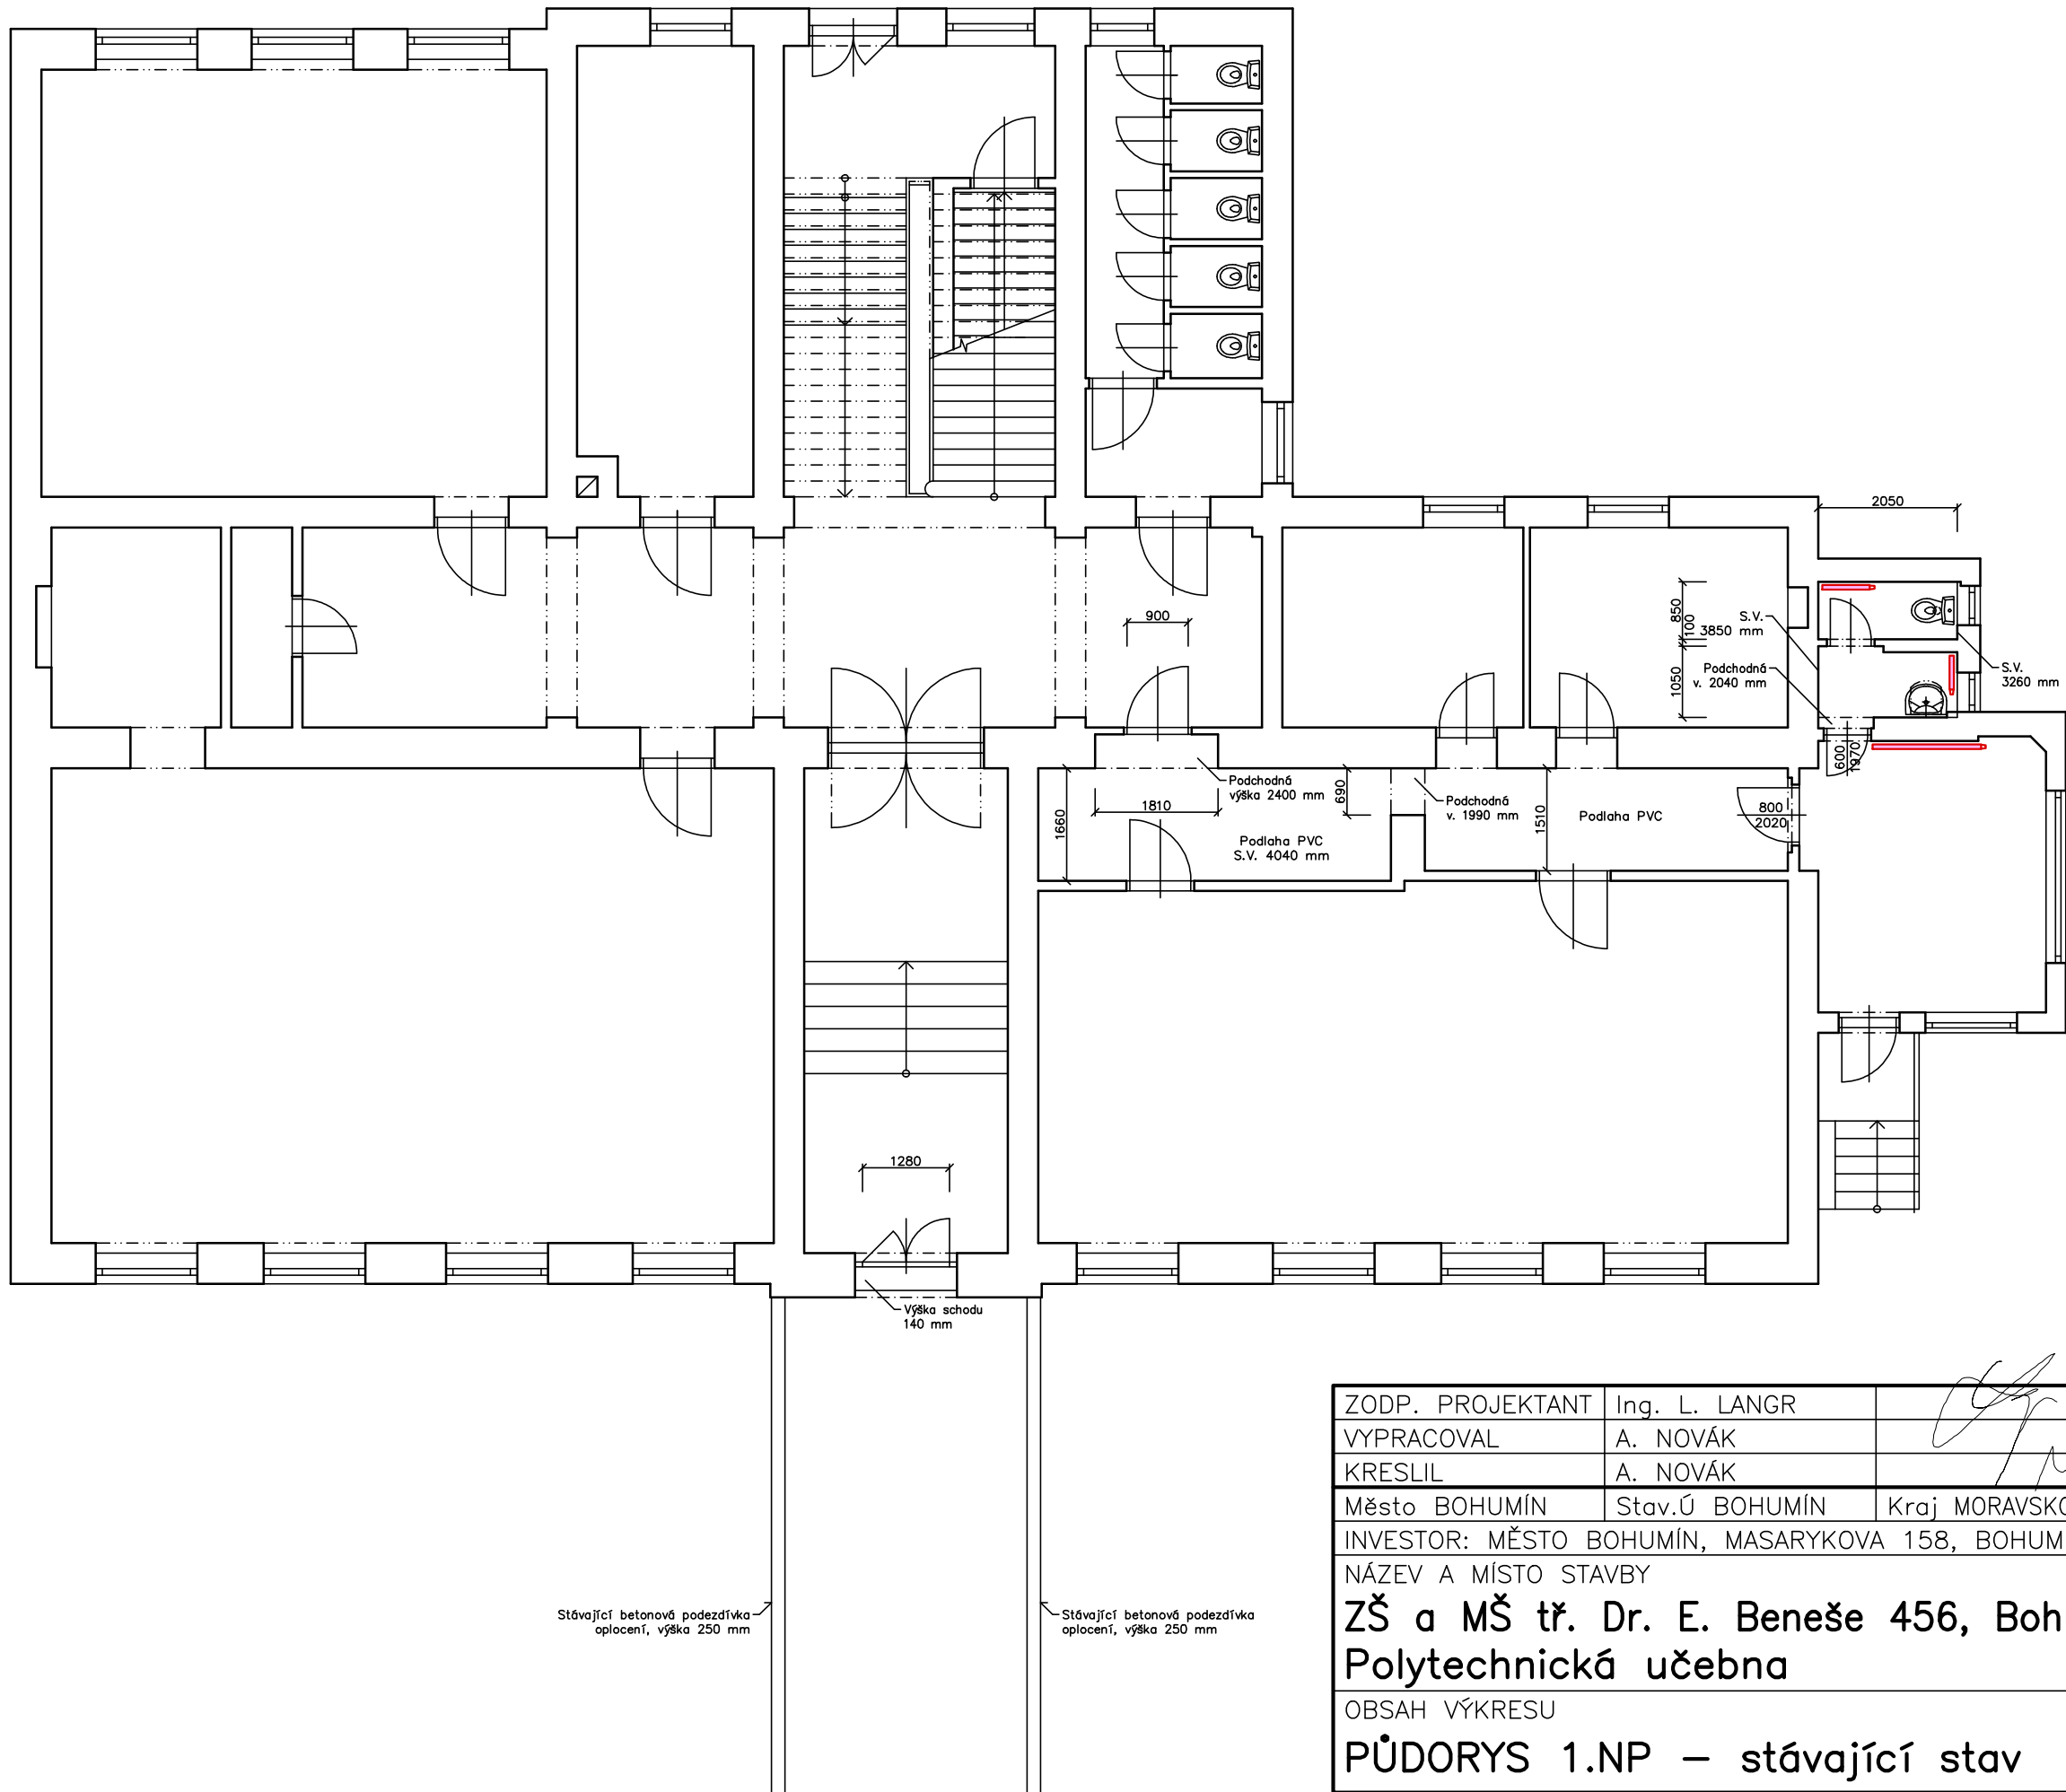 2050
850
100
1050
S.V.
3850 mm
Podchodná
v. 2040 mm
S.V.
3260 mm
900
600
1970
Podchodná
výška 2400 mm
1810
690
1660
Podchodná
v. 1990 mm
1510
Podlaha PVC
800
2020
Podlaha PVC
S.V. 4040 mm
1280
Výška schodu
140 mm
Stávající betonová podezdívka
oplocení, výška 250 mm
Stávající betonová podezdívka
oplocení, výška 250 mm
ZODP. PROJEKTANT Ing. L. LANGR
VYPRACOVAL A. NOVÁK
KRESLIL A. NOVÁK
Město BOHUMÍN Stav.Ú BOHUMÍN Kraj MORAVSKO
INVESTOR: MĚSTO BOHUMÍN, MASARYKOVA 158, BOHUM
NÁZEV A MÍSTO STAVBY
ZŠ a MŠ tř. Dr. E. Beneše 456, Boh
Polytechnická učebna
OBSAH VÝKRESU
PŮDORYS 1.NP – stávající stav